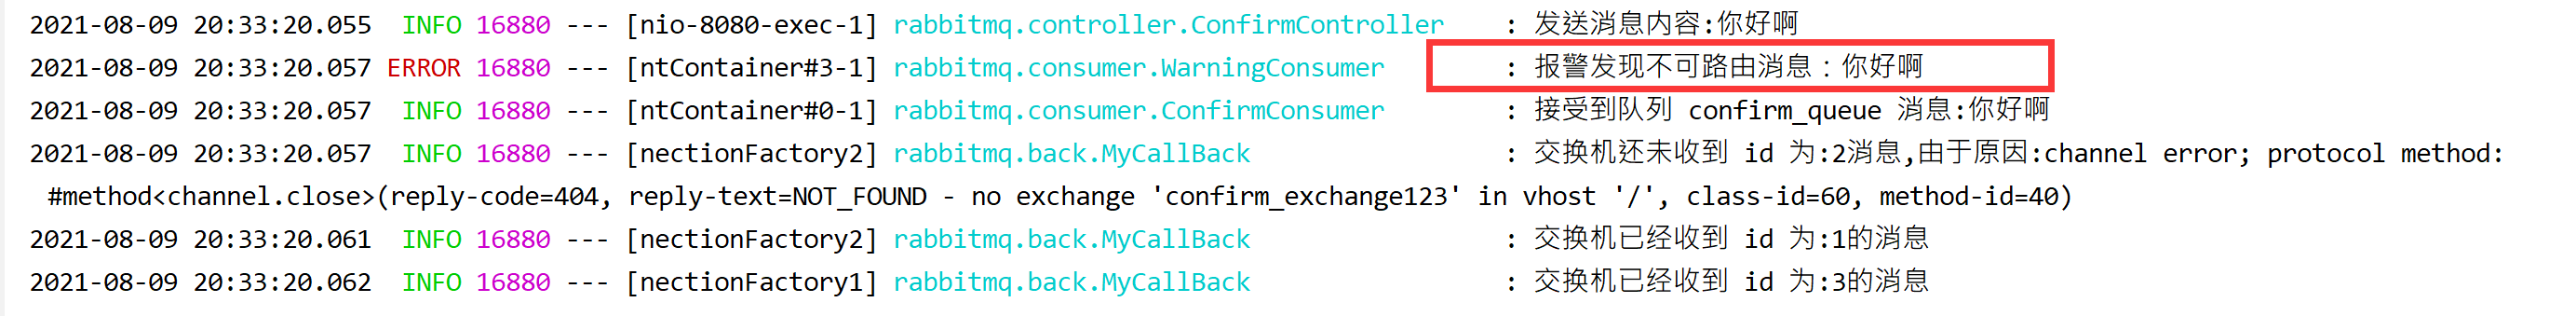 2021-08-09 20:33:20.055  INFO 16880 --- [nio-8080-exec-1] rabbitmq.controller.ConfirmController    : 发送消息内容:你好啊
2021-08-09 20:33:20.057 ERROR 16880 --- [ntContainer#3-1] rabbitmq.consumer.WarningConsumer        : 报警发现不可路由消息：你好啊
2021-08-09 20:33:20.057  INFO 16880 --- [ntContainer#0-1] rabbitmq.consumer.ConfirmConsumer        : 接受到队列 confirm_queue 消息:你好啊
2021-08-09 20:33:20.057  INFO 16880 --- [nectionFactory2] rabbitmq.back.MyCallBack                 : 交换机还未收到 id 为:2消息,由于原因:channel error; protocol method:
#method<channel.close>(reply-code=404, reply-text=NOT_FOUND - no exchange 'confirm_exchange123' in vhost '/', class-id=60, method-id=40)
2021-08-09 20:33:20.061  INFO 16880 --- [nectionFactory2] rabbitmq.back.MyCallBack                 : 交换机已经收到 id 为:1的消息
2021-08-09 20:33:20.062  INFO 16880 --- [nectionFactory1] rabbitmq.back.MyCallBack                 : 交换机已经收到 id 为:3的消息